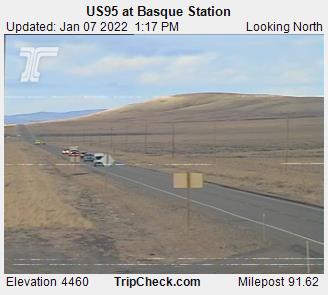 US95 at Basque Station
Updated: Jan 07 2022 1:17 PM Looking North
Elevation 4460 TripCheck.com Milepost 91.62